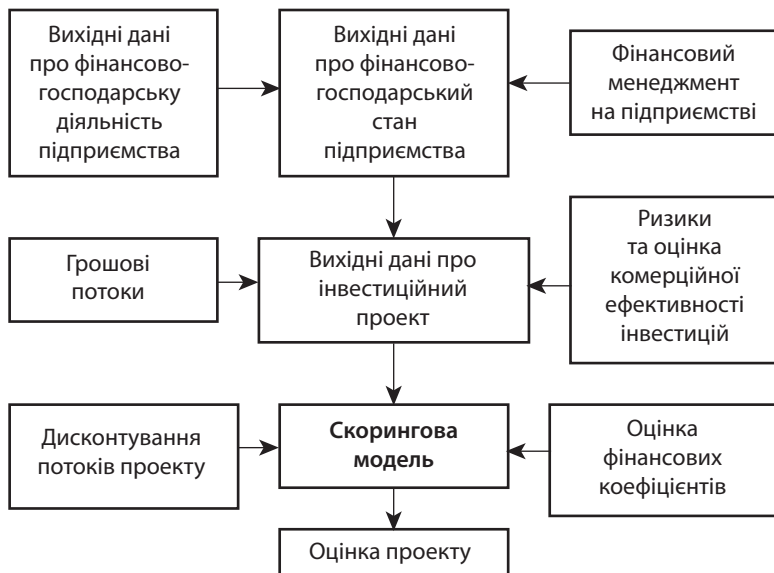 Вихідні дані
про фінансово-
господарську
діяльність
підприємства
Вихідні дані
про фінансово-
господарський
стан
підприємства
Фінансовий
менеджмент
на підприємстві
Грошові
потоки
Вихідні дані про
інвестиційний
проект
Ризики
та оцінка
комерційної
ефективності
інвестицій
Дисконтування
потоків проекту
Скорингова
модель
Оцінка
фінансових
коефіцієнтів
Оцінка проекту